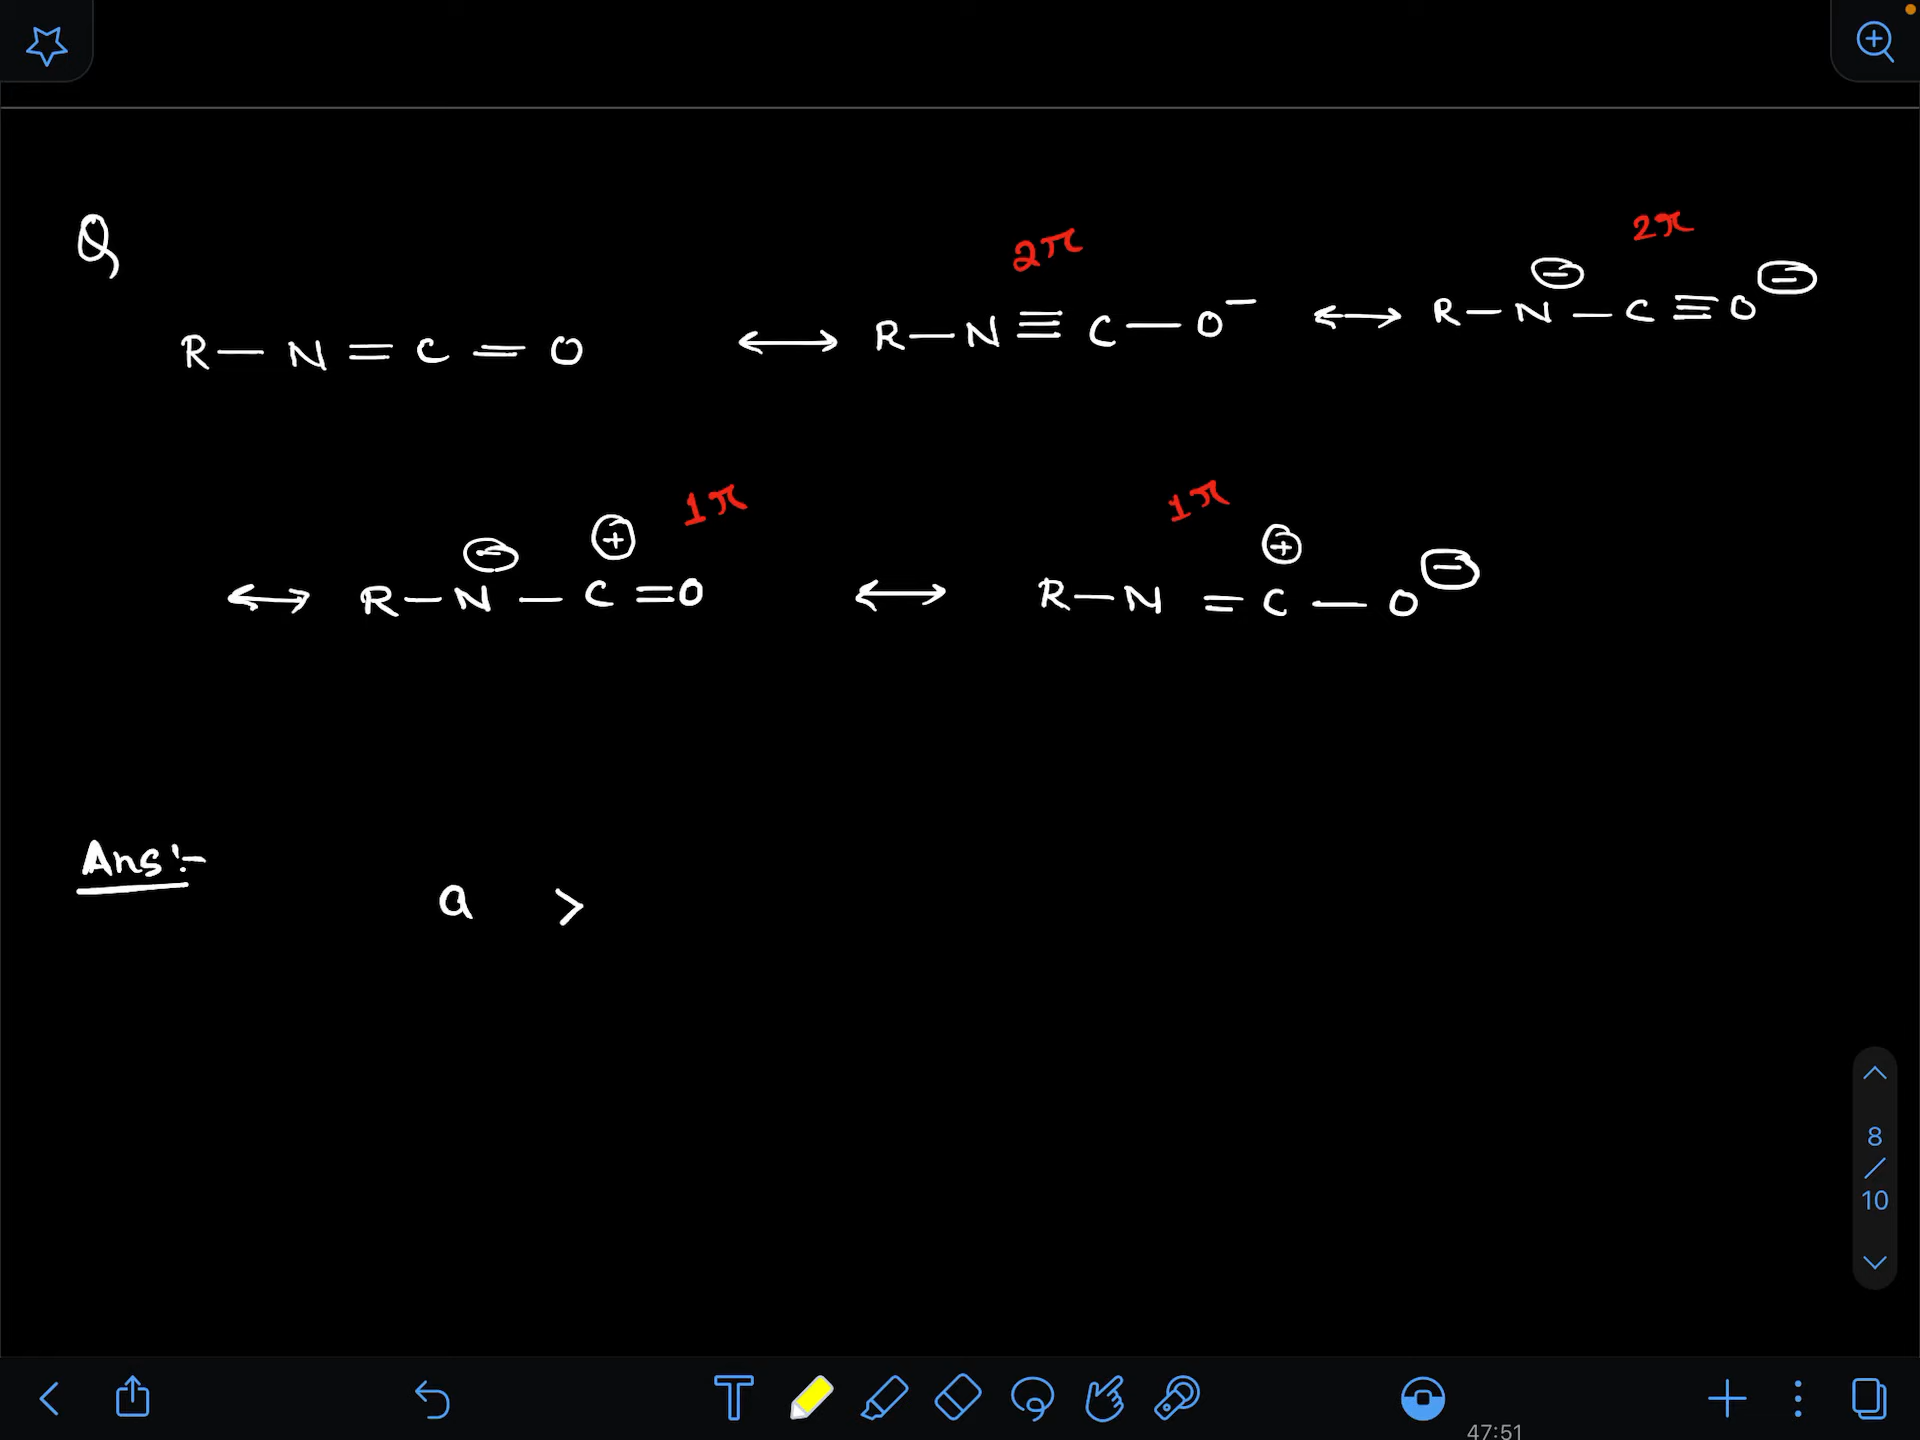 Q
2π
2π
R – N = C = O ⟷ R – N ≡ C – O⁻ ⟷ R – N⊖ – C ≡ O⊖
1π
1π
⟷ R – N⊖ – C⊕ = O ⟷ R – N = C⊕ – O⊖
Ans :-
a >
8
/
10
T
47:51